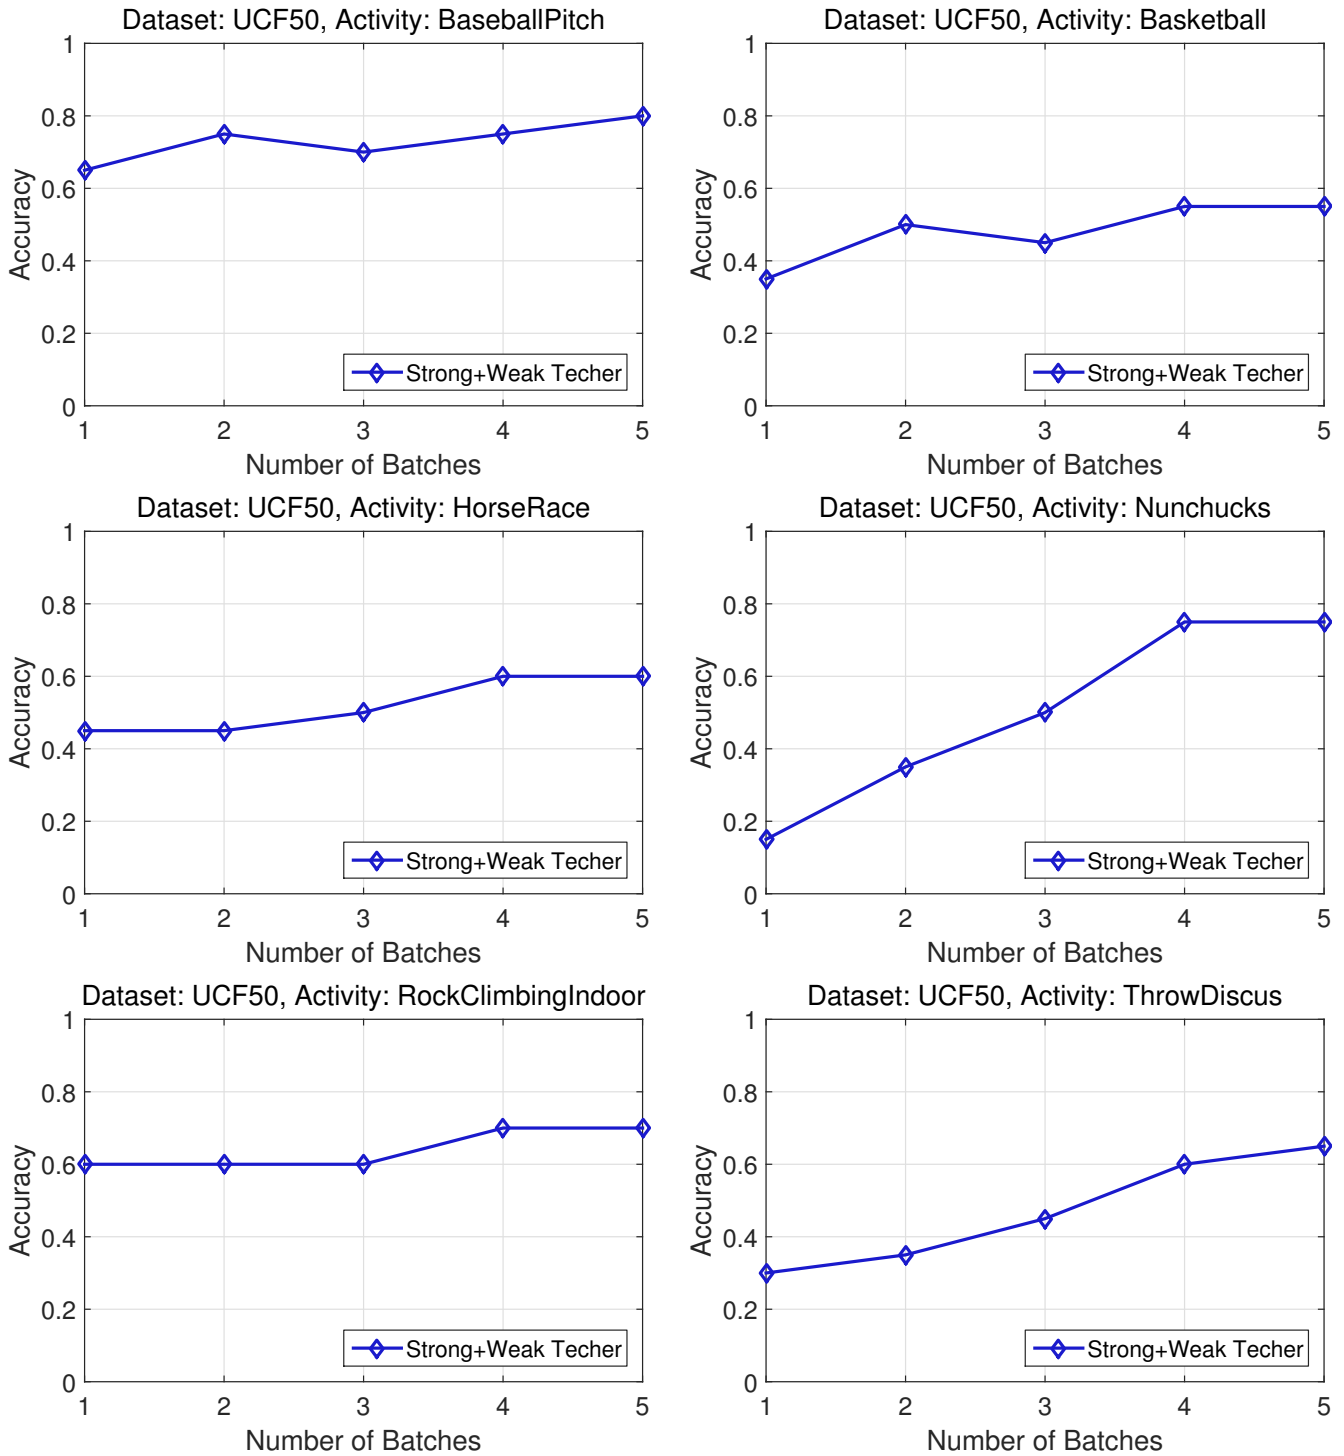 Dataset: UCF50, Activity: BaseballPitch
1
0.8
0.6
0.4
0.2
0
Accuracy
Strong+Weak Techer
1 2 3 4 5
Number of Batches
Dataset: UCF50, Activity: Basketball
1
0.8
0.6
0.4
0.2
0
Accuracy
Strong+Weak Techer
1 2 3 4 5
Number of Batches
Dataset: UCF50, Activity: HorseRace
1
0.8
0.6
0.4
0.2
0
Accuracy
Strong+Weak Techer
1 2 3 4 5
Number of Batches
Dataset: UCF50, Activity: Nunchucks
1
0.8
0.6
0.4
0.2
0
Accuracy
Strong+Weak Techer
1 2 3 4 5
Number of Batches
Dataset: UCF50, Activity: RockClimbingIndoor
1
0.8
0.6
0.4
0.2
0
Accuracy
Strong+Weak Techer
1 2 3 4 5
Number of Batches
Dataset: UCF50, Activity: ThrowDiscus
1
0.8
0.6
0.4
0.2
0
Accuracy
Strong+Weak Techer
1 2 3 4 5
Number of Batches